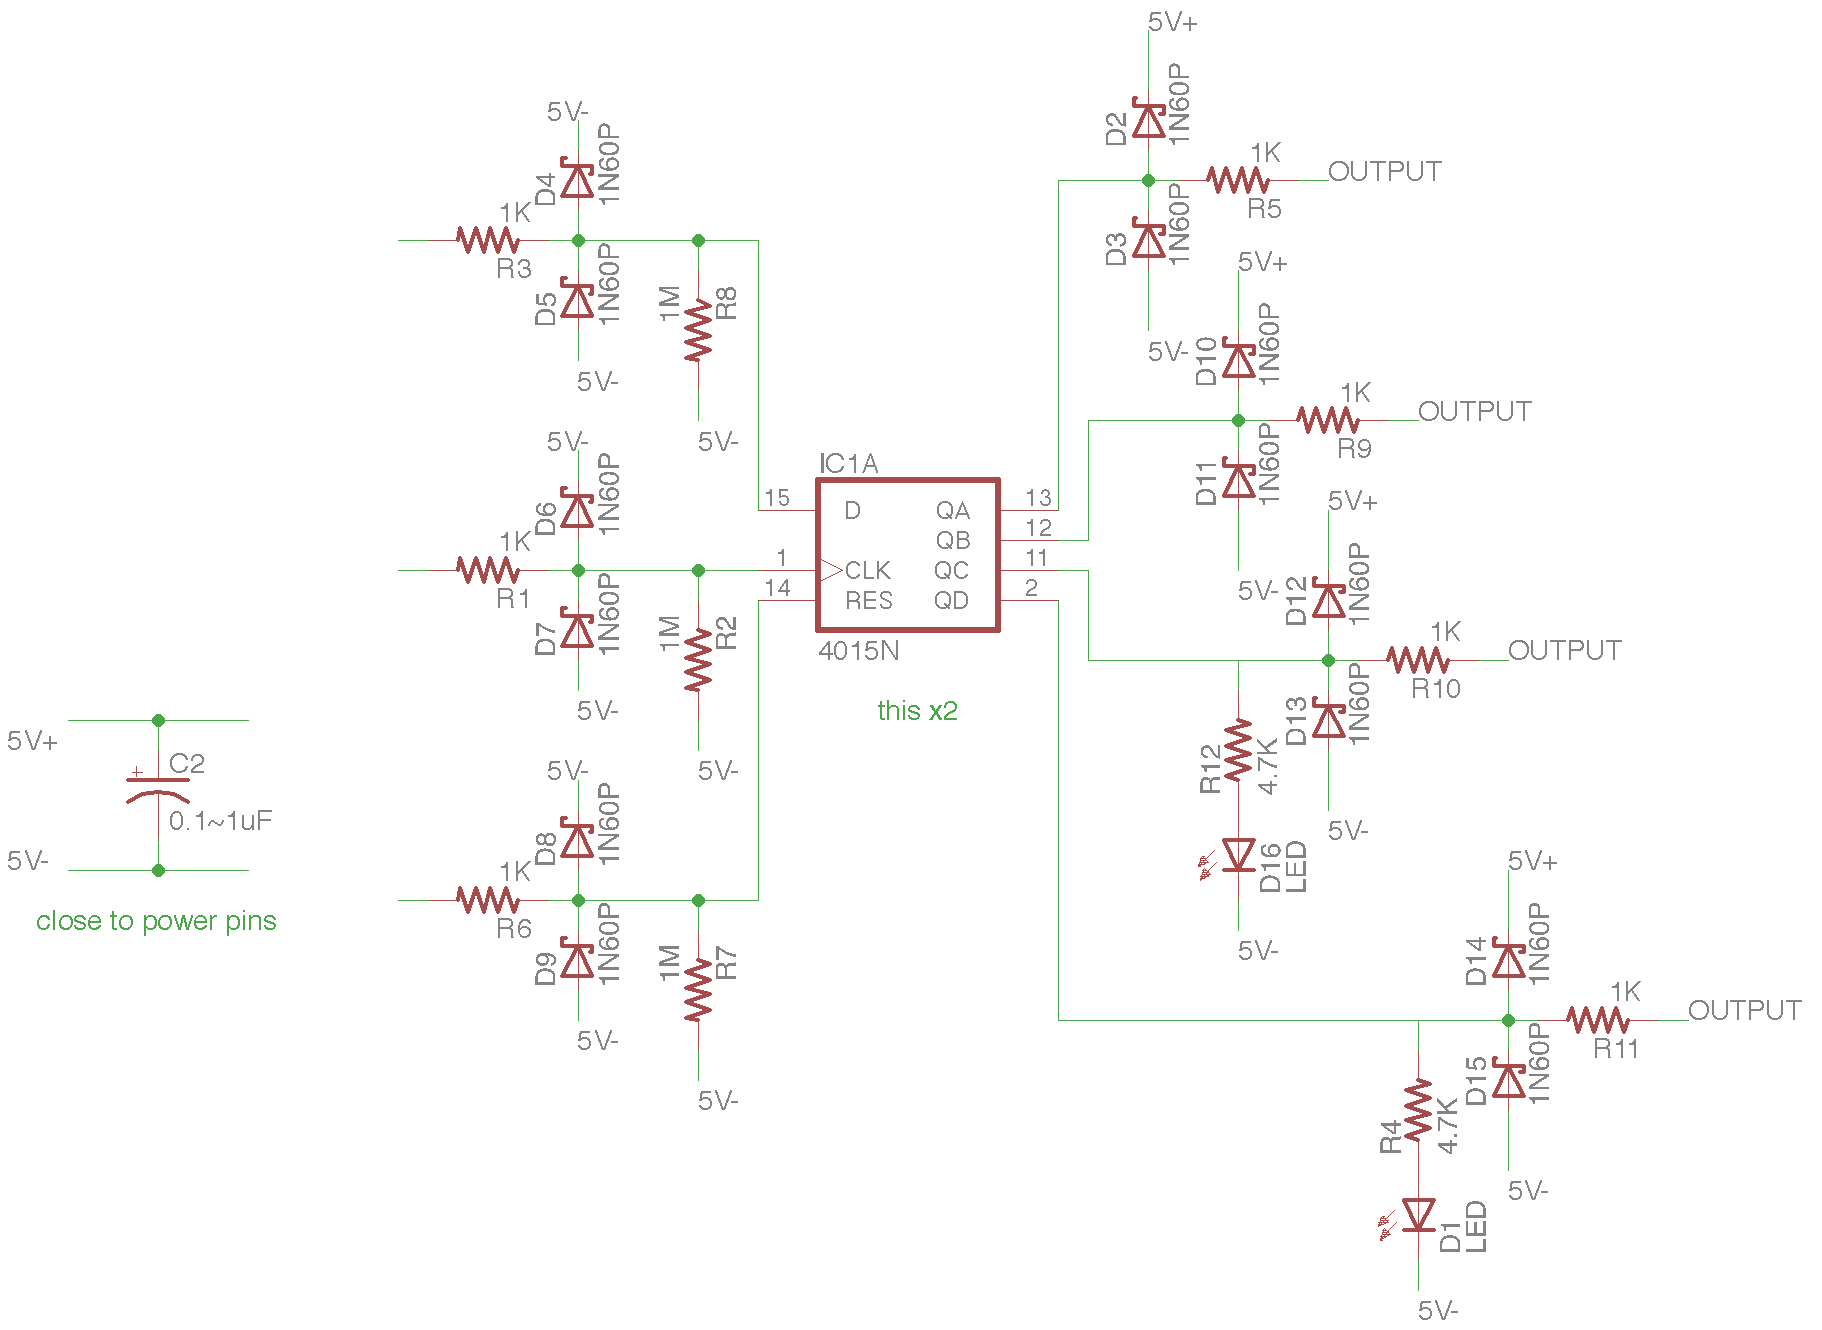 5V+
D2
1N60P
1K
OUTPUT
R5
D3
1N60P
5V-
5V-
D4
1N60P
1K
R3
D5
1N60P
5V-
1M
R8
5V-
5V+
D10
1N60P
1K
OUTPUT
R9
D11
1N60P
5V-
5V-
D6
1N60P
1K
R1
D7
1N60P
5V-
1M
R2
5V-
IC1A
15
D
QA
13
QB
12
1
CLK
QC
11
14
RES
QD
2
4015N
this x2
5V+
D12
1N60P
1K
OUTPUT
R10
D13
1N60P
5V-
R12
4.7K
D16
LED
5V-
5V+
+
C2
0.1~1uF
5V-
close to power pins
5V-
D8
1N60P
1K
R6
D9
1N60P
5V-
1M
R7
5V-
5V+
D14
1N60P
1K
OUTPUT
R11
D15
1N60P
5V-
R4
4.7K
D1
LED
5V-